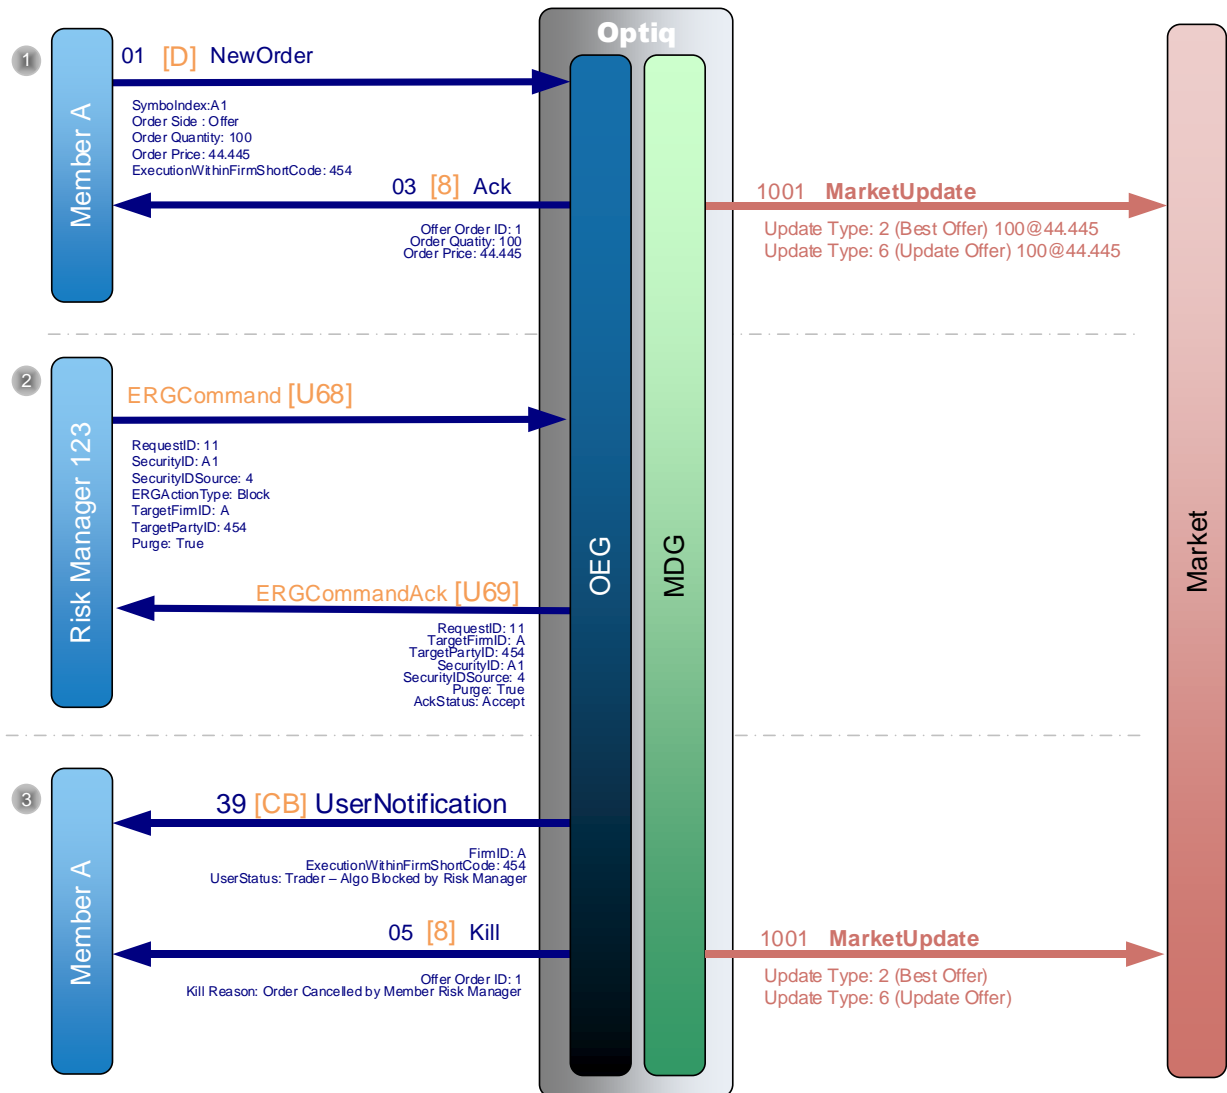 Optiq
1
Member A
01 [D] NewOrder
SymbolIndex:A1
Order Side : Offer
Order Quantity: 100
Order Price: 44.445
ExecutionWithinFirmShortCode: 454
03 [8] Ack
Offer Order ID: 1
Order Quatity: 100
Order Price: 44.445
1001 MarketUpdate
Update Type: 2 (Best Offer) 100@44.445
Update Type: 6 (Update Offer) 100@44.445
2
Risk Manager 123
ERGCommand [U68]
RequestID: 11
SecurityID: A1
SecurityIDSource: 4
ERGActionType: Block
TargetFirmID: A
TargetPartyID: 454
Purge: True
OEG
MDG
Market
ERGCommandAck [U69]
RequestID: 11
TargetFirmID: A
TargetPartyID: 454
SecurityID: A1
SecurityIDSource: 4
Purge: True
AckStatus: Accept
3
Member A
39 [CB] UserNotification
FirmID: A
ExecutionWithinFirmShortCode: 454
UserStatus: Trader – Algo Blocked by Risk Manager
05 [8] Kill
Offer Order ID: 1
Kill Reason: Order Cancelled by Member Risk Manager
1001 MarketUpdate
Update Type: 2 (Best Offer)
Update Type: 6 (Update Offer)